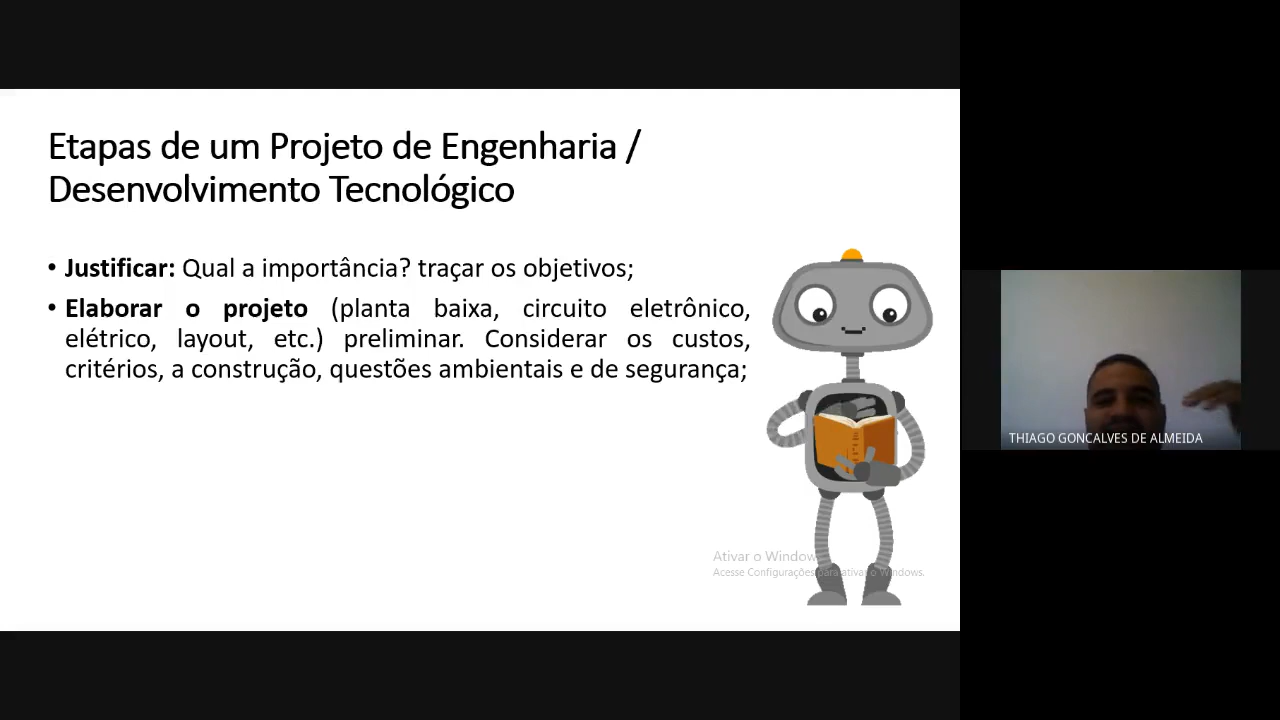 Etapas de um Projeto de Engenharia /
Desenvolvimento Tecnológico
• Justificar: Qual a importância? traçar os objetivos;
• Elaborar o projeto (planta baixa, circuito eletrônico,
elétrico, layout, etc.) preliminar. Considerar os custos,
critérios, a construção, questões ambientais e de segurança;
THIAGO GONCALVES DE ALMEIDA
Ativar o Windows
Acesse Configurações para ativar o Windows.